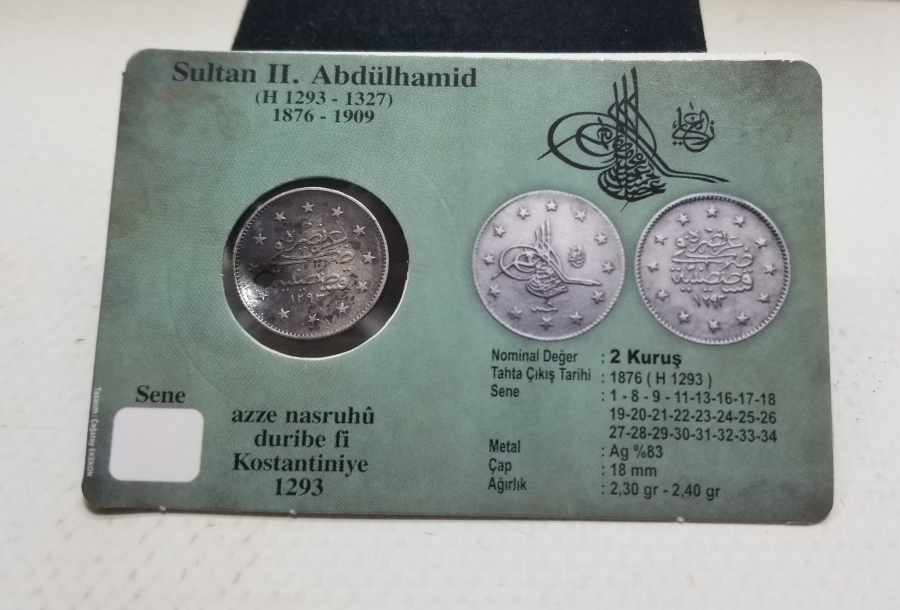 Sultan II. Abdülhamid
(H 1293 - 1327)
1876 - 1909
١٢٩٣
١٢٩٣
Nominal Değer : 2 Kuruş
Tahta Çıkış Tarihi : 1876 ( H 1293 )
Sene : 1 - 8 - 9 - 11-13-16-17-18
19-20-21-22-23-24-25-26
27-28-29-30-31-32-33-34
Metal : Ag %83
Çap : 18 mm
Ağırlık : 2,30 gr - 2,40 gr
Sene
azze nasruhû
duribe fi
Kostantiniye
1293